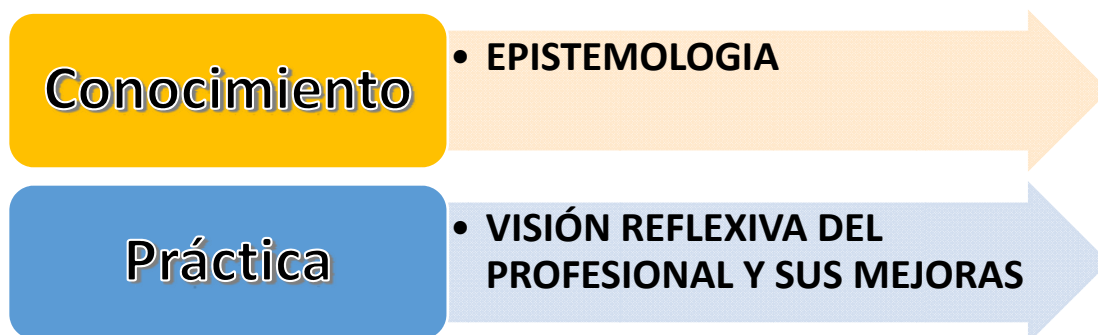 Conocimiento
• EPISTEMOLOGIA
Práctica
• VISIÓN REFLEXIVA DEL
PROFESIONAL Y SUS MEJORAS